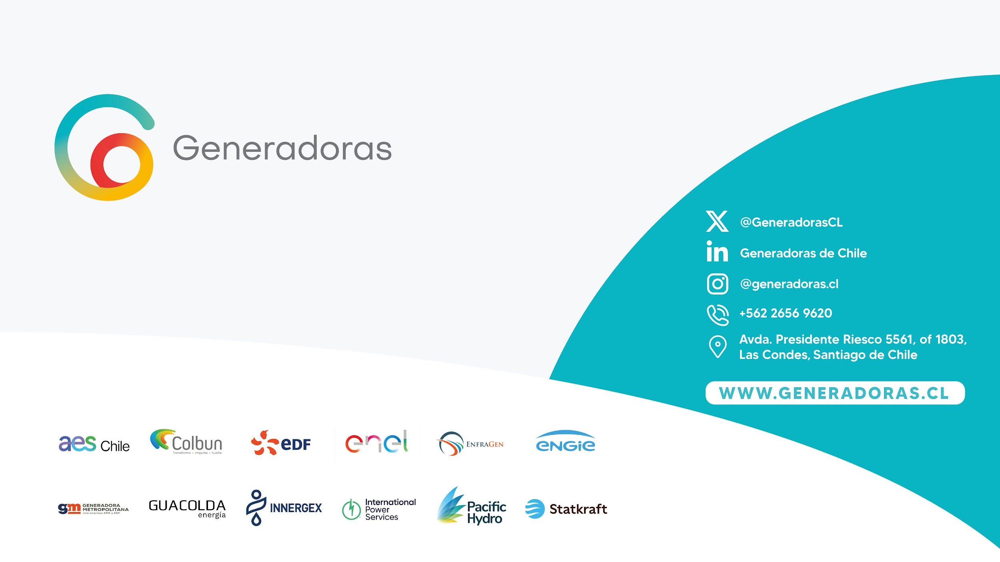 Generadoras
@GeneradorasCL
Generadoras de Chile
@generadoras.cl
+562 2656 9620
Avda. Presidente Riesco 5561, of 1803,
Las Condes, Santiago de Chile
WWW.GENERADORAS.CL
aes Chile
Colbun
Transforma • Impulsa • Sueña
eDF
enel
ENFRAGEN
eNGie
gm GENERADORA
METROPOLITANA
Una empresa AME y EDF
GUACOLDA
energía
INNERGEX
International
Power
Services
Pacific
Hydro
Statkraft